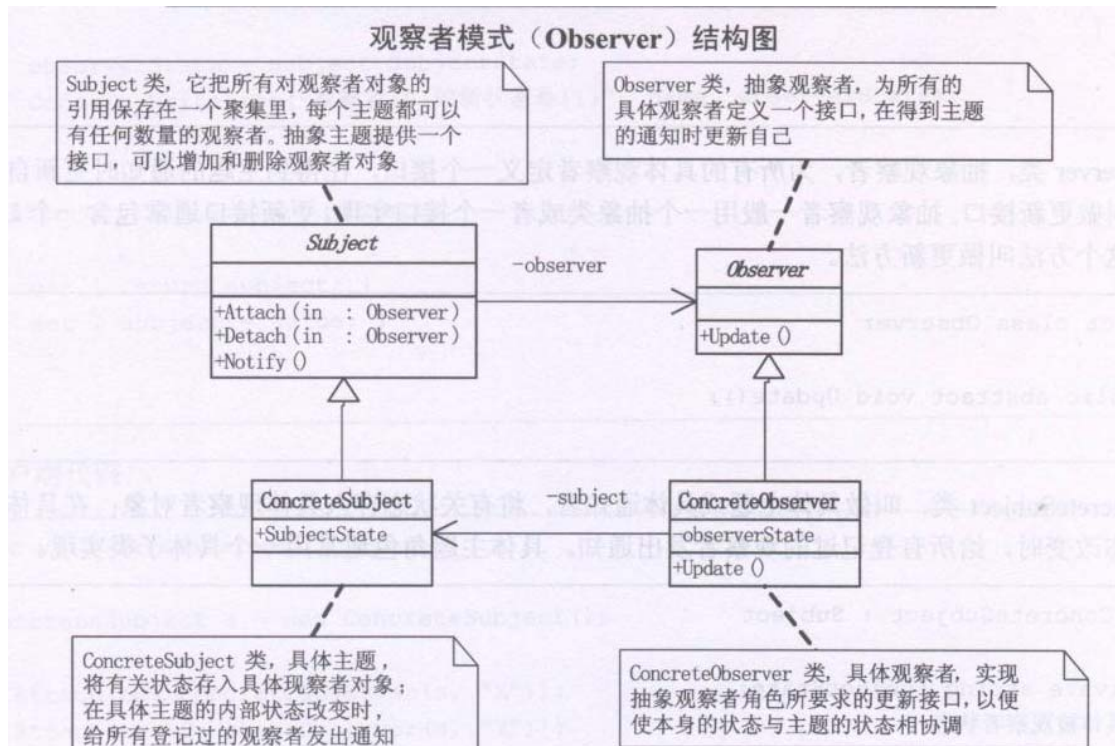 观察者模式（Observer）结构图
Subject 类，它把所有对观察者对象的
引用保存在一个聚集里，每个主题都可以
有任何数量的观察者。抽象主题提供一个
接口，可以增加和删除观察者对象
Observer 类，抽象观察者，为所有的
具体观察者定义一个接口，在得到主题
的通知时更新自己
Subject
+Attach(in : Observer)
+Detach(in : Observer)
+Notify()
-observer
Observer
+Update()
ConcreteSubject
+SubjectState
-subject
ConcreteObserver
-observerState
+Update()
ConcreteSubject 类，具体主题，
将有关状态存入具体观察者对象；
在具体主题的内部状态改变时，
给所有登记过的观察者发出通知
ConcreteObserver 类，具体观察者，实现
抽象观察者角色所要求的更新接口，以便
使本身的状态与主题的状态相协调